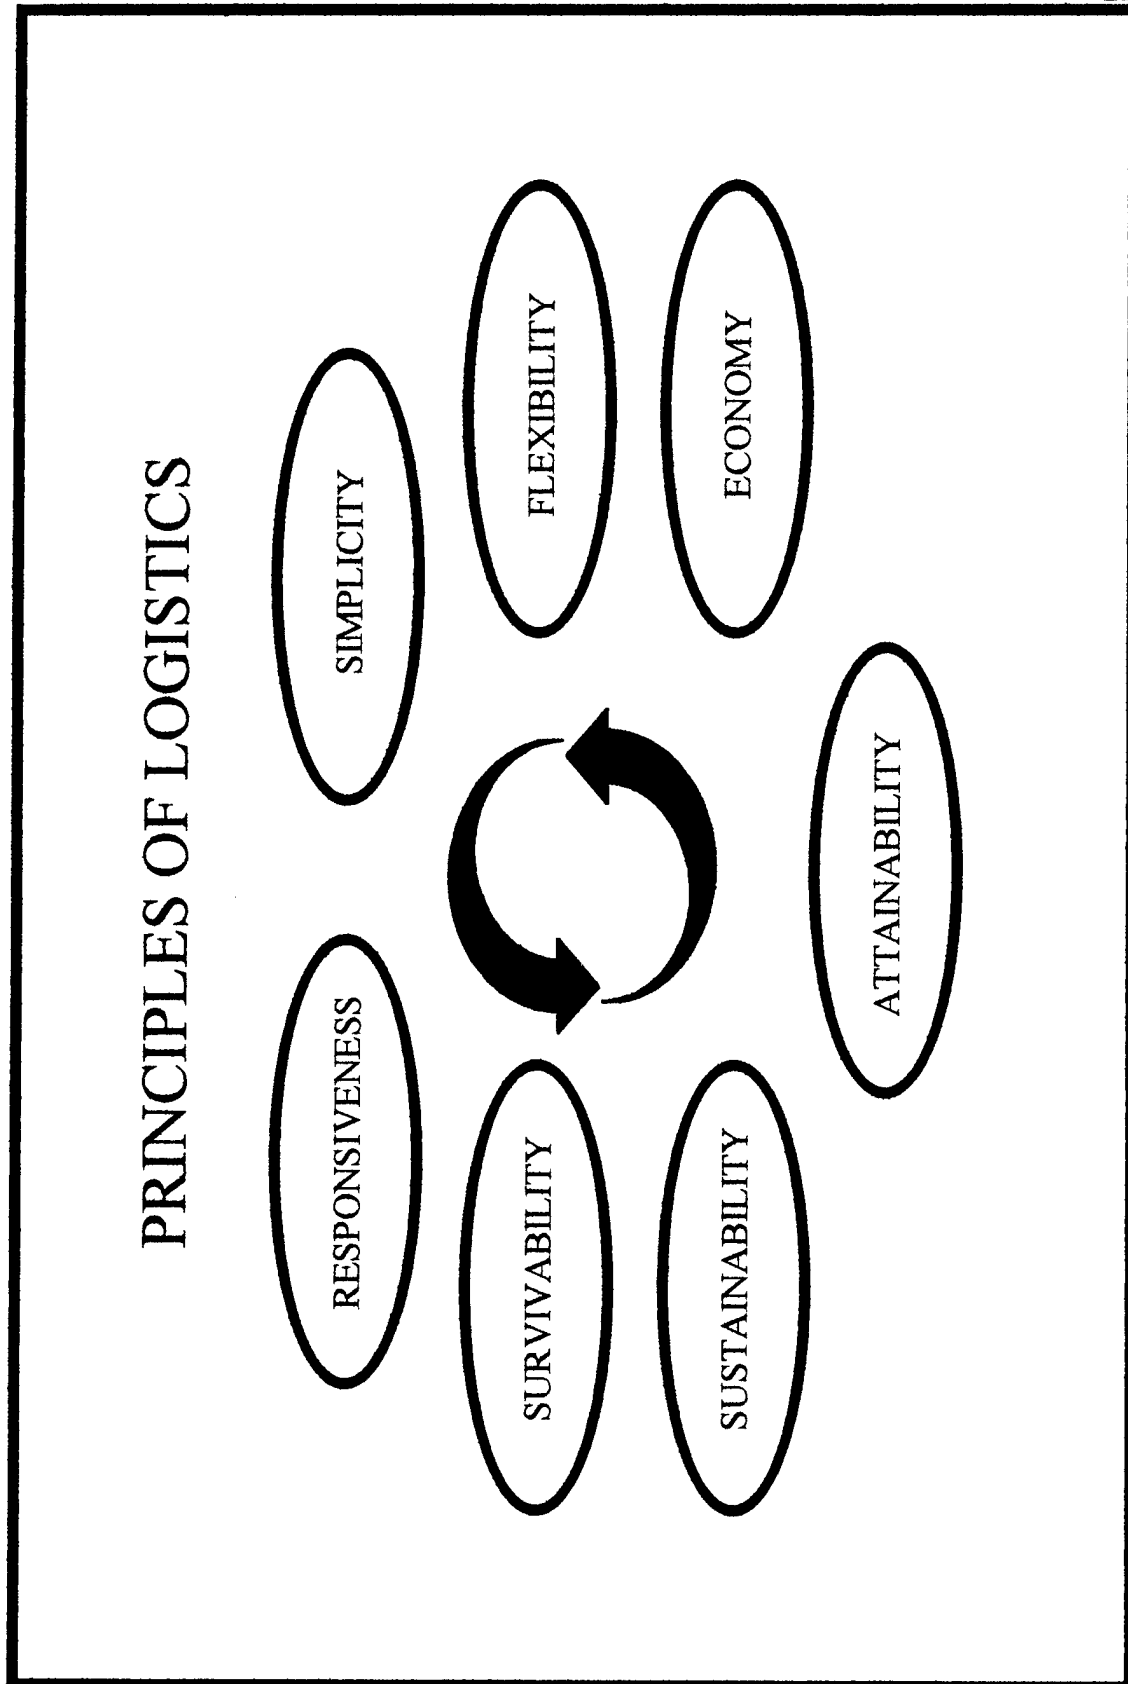 PRINCIPLES OF LOGISTICS
RESPONSIVENESS
SIMPLICITY
SURVIVABILITY
FLEXIBILITY
SUSTAINABILITY
ECONOMY
ATTAINABILITY